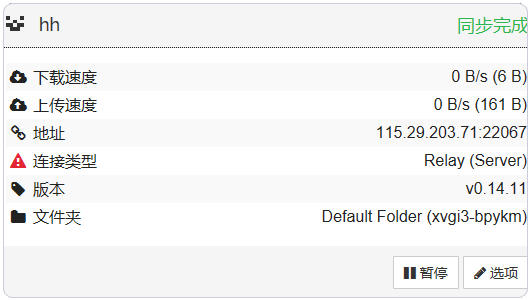 hh 同步完成
下载速度 0 B/s (6 B)
上传速度 0 B/s (161 B)
地址 115.29.203.71:22067
连接类型 Relay (Server)
版本 v0.14.11
文件夹 Default Folder (xvgi3-bpykm)
暂停 选项